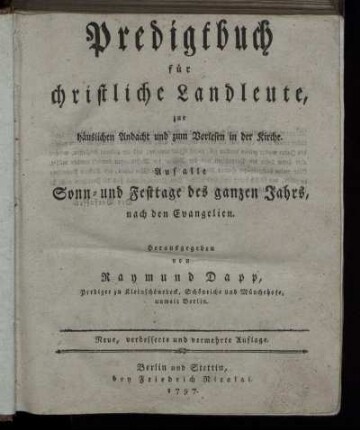 Predigtbuch
für
christliche Landleute,
zur
häuslichen Andacht und zum Vorlesen in der Kirche.
Auf alle
Sonn- und Festtage des ganzen Jahrs,
nach den Evangelien.
Herausgegeben
von
Raymund Dapp,
Prediger zu Kleinschönebeck, Schöneiche und Münchehofe,
unweit Berlin.
Neue, verbesserte und vermehrte Auflage.
Berlin und Stettin,
bey Friedrich Nicolai
1797.